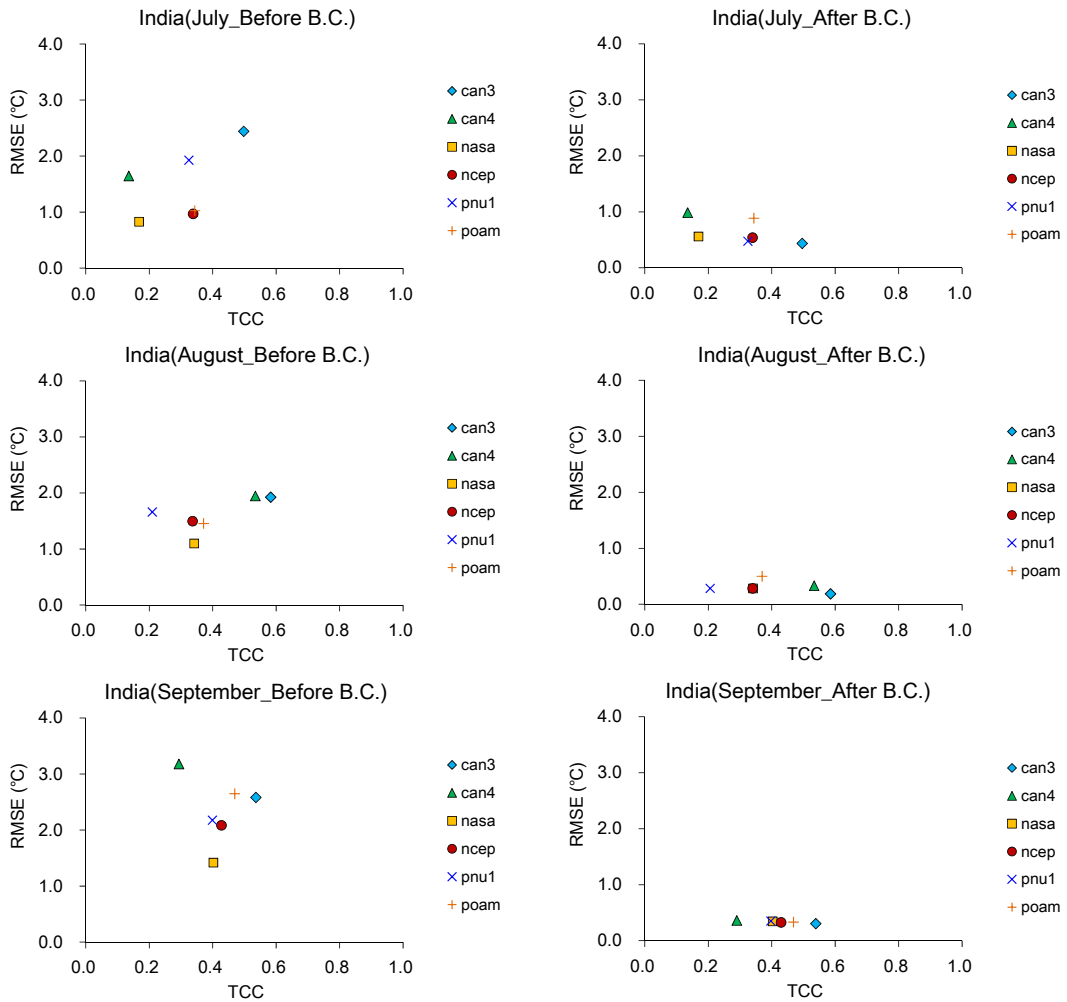 India(July_Before B.C.)
4.0
3.0
2.0
1.0
0.0
RMSE (°C)
0.0 0.2 0.4 0.6 0.8 1.0
TCC
can3
can4
nasa
ncep
pnu1
poam
India(July_After B.C.)
4.0
3.0
2.0
1.0
0.0
RMSE (°C)
0.0 0.2 0.4 0.6 0.8 1.0
TCC
can3
can4
nasa
ncep
pnu1
poam
India(August_Before B.C.)
4.0
3.0
2.0
1.0
0.0
RMSE (°C)
0.0 0.2 0.4 0.6 0.8 1.0
TCC
can3
can4
nasa
ncep
pnu1
poam
India(August_After B.C.)
4.0
3.0
2.0
1.0
0.0
RMSE (°C)
0.0 0.2 0.4 0.6 0.8 1.0
TCC
can3
can4
nasa
ncep
pnu1
poam
India(September_Before B.C.)
4.0
3.0
2.0
1.0
0.0
RMSE (°C)
0.0 0.2 0.4 0.6 0.8 1.0
TCC
can3
can4
nasa
ncep
pnu1
poam
India(September_After B.C.)
4.0
3.0
2.0
1.0
0.0
RMSE (°C)
0.0 0.2 0.4 0.6 0.8 1.0
TCC
can3
can4
nasa
ncep
pnu1
poam